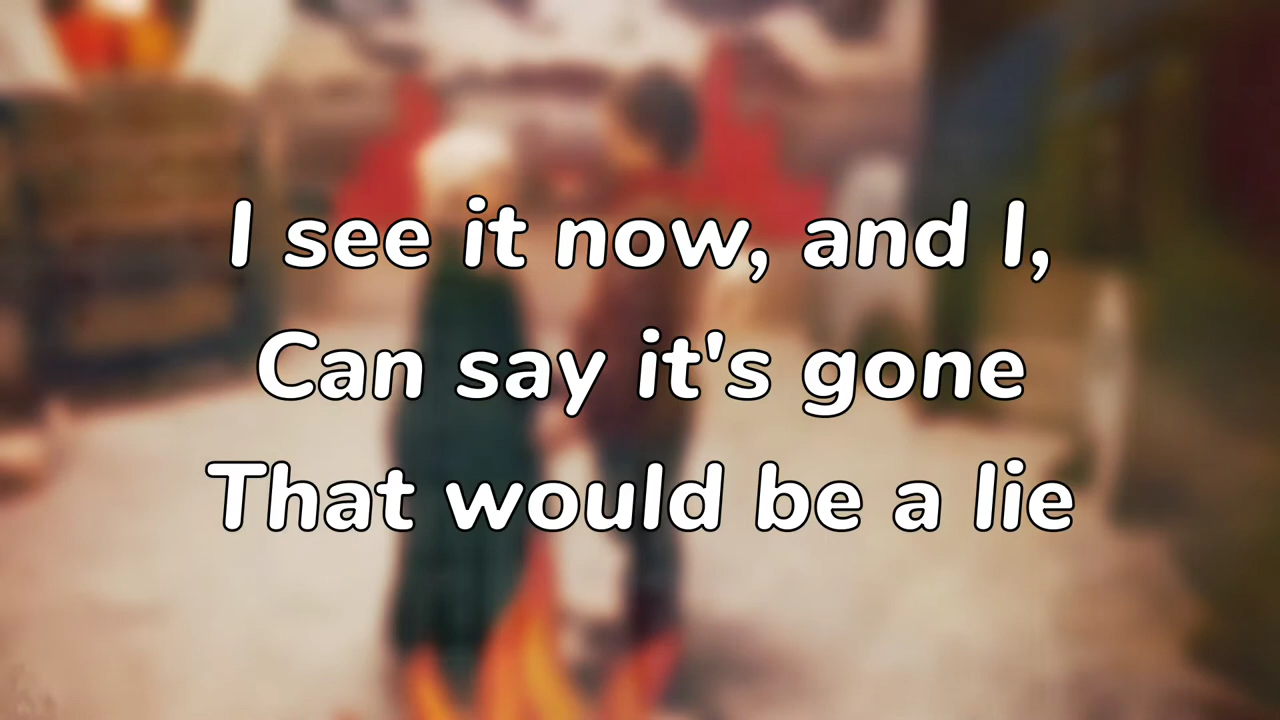 I see it now, and I,
Can say it's gone
That would be a lie